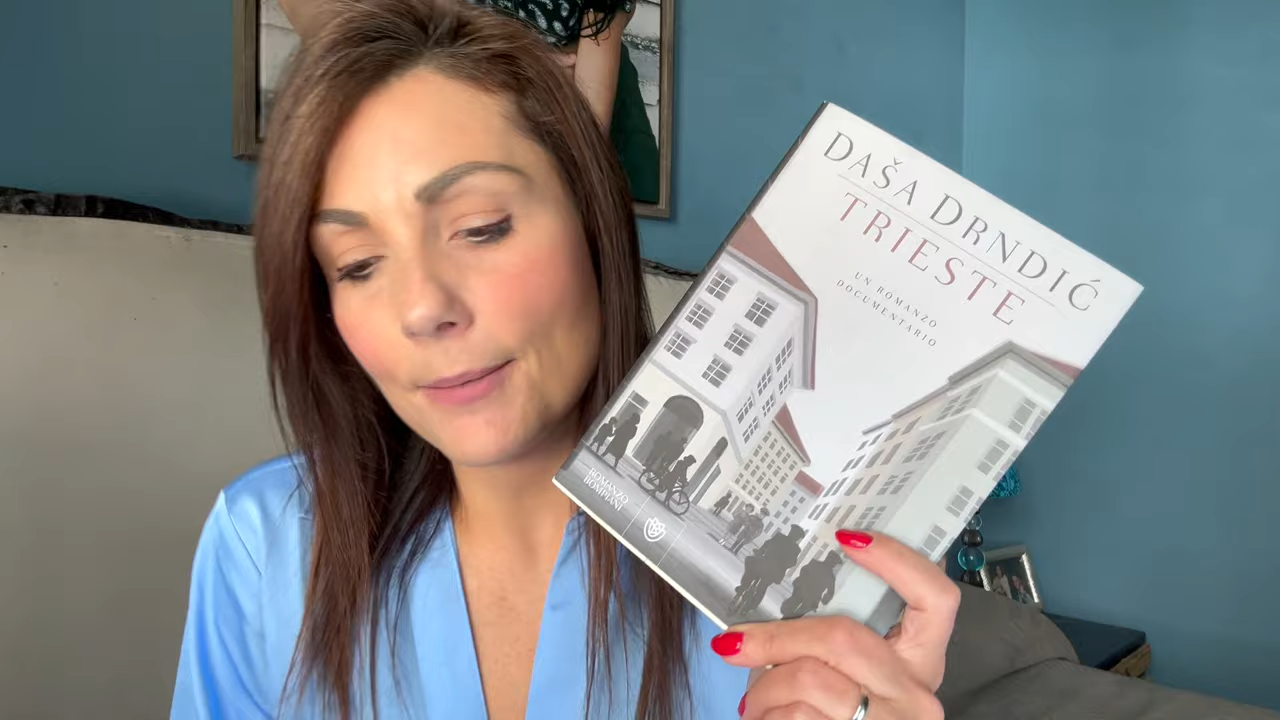 DAŠA DRNDIĆ
TRIESTE
UN ROMANZO
DOCUMENTARIO
ROMANZO
BOMPIANI